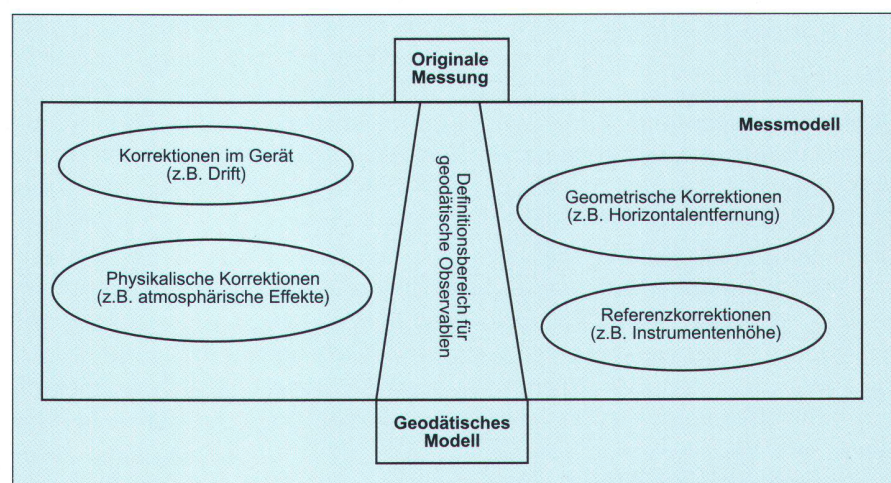 Originale
Messung
Messmodell
Korrektionen im Gerät
(z.B. Drift)
Physikalische Korrektionen
(z.B. atmosphärische Effekte)
Definitionsbereich für
geodätische Observablen
Geometrische Korrektionen
(z.B. Horizontalentfernung)
Referenzkorrektionen
(z.B. Instrumentenhöhe)
Geodätisches
Modell